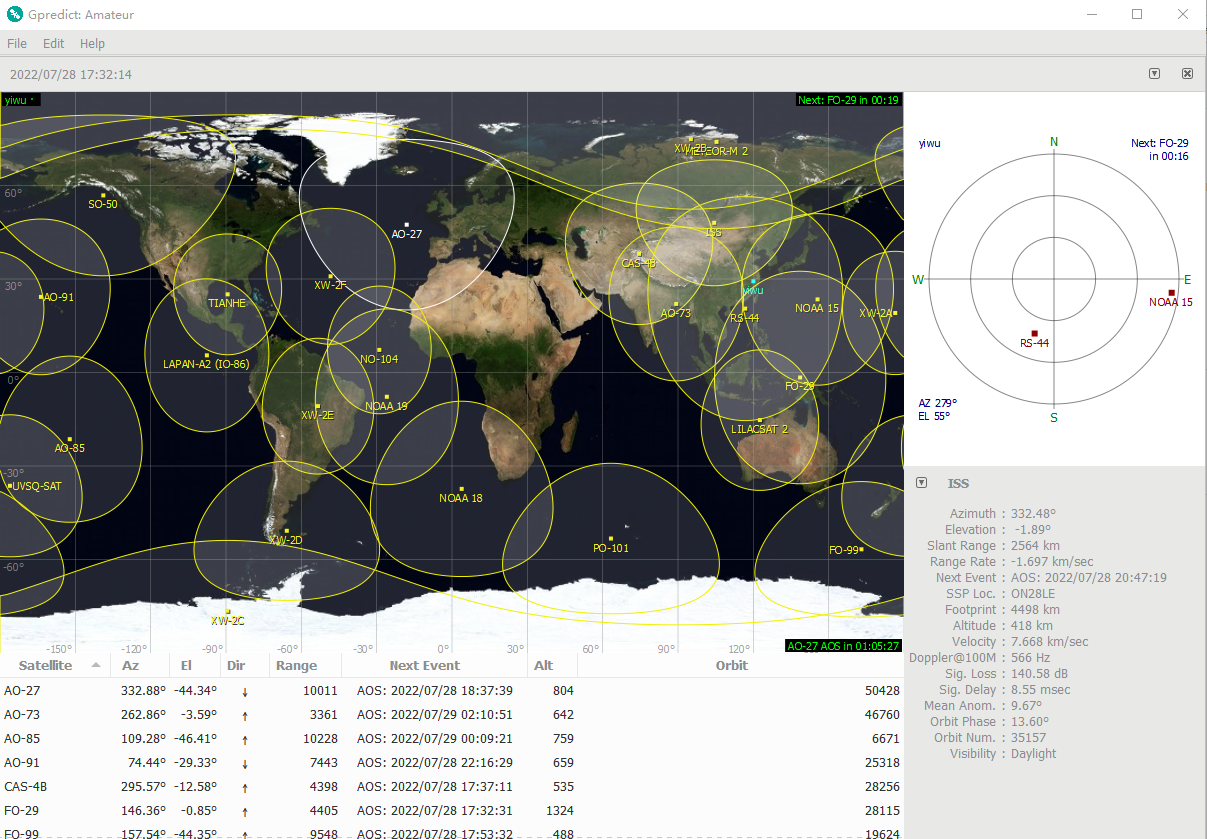 Gpredict: Amateur
File Edit Help
2022/07/28 17:32:14
yiwu
Next: FO-29 in 00:19
XW-2B
METEOR-M 2
60°
SO-50
AO-27
ISS
CAS-4B
30°
AO-91
XW-2F
TIANHE
yiwu
AO-73
RS-44
NOAA 15
XW-2A
LAPAN-A2 (IO-86)
NO-104
0°
FO-29
NOAA 19
XW-2E
LILACSAT 2
AO-85
-30°
UVSQ-SAT
NOAA 18
XW-2D
PO-101
FO-99
-60°
XW-2C
-150° -120° -90° -60° -30° 0° 30° 60° 90° 120°
AO-27 AOS in 01:05:27
yiwu
Next: FO-29
in 00:16
N
W
E
S
NOAA 15
RS-44
AZ 279°
EL 55°
ISS
Azimuth : 332.48°
Elevation : -1.89°
Slant Range : 2564 km
Range Rate : -1.697 km/sec
Next Event : AOS: 2022/07/28 20:47:19
SSP Loc. : ON28LE
Footprint : 4498 km
Altitude : 418 km
Velocity : 7.668 km/sec
Doppler@100M : 566 Hz
Sig. Loss : 140.58 dB
Sig. Delay : 8.55 msec
Mean Anom. : 9.67°
Orbit Phase : 13.60°
Orbit Num. : 35157
Visibility : Daylight
Satellite Az El Dir Range Next Event Alt Orbit
AO-27 332.88° -44.34° ↓ 10011 AOS: 2022/07/28 18:37:39 804 50428
AO-73 262.86° -3.59° ↑ 3361 AOS: 2022/07/29 02:10:51 642 46760
AO-85 109.28° -46.41° ↑ 10228 AOS: 2022/07/29 00:09:21 759 6671
AO-91 74.44° -29.33° ↓ 7443 AOS: 2022/07/28 22:16:29 659 25318
CAS-4B 295.57° -12.58° ↑ 4398 AOS: 2022/07/28 17:37:11 535 28256
FO-29 146.36° -0.85° ↑ 4405 AOS: 2022/07/28 17:32:31 1324 28115
FO-99 157.54° -44.35° ↑ 9548 AOS: 2022/07/28 17:53:32 488 19624